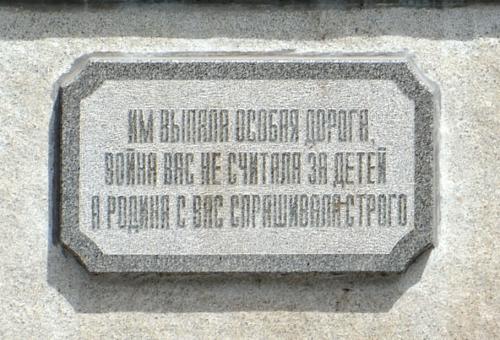 ИМ ВЫПАЛА ОСОБАЯ ДОРОГА,
ВОЙНА ВАС НЕ СЧИТАЛА ЗА ДЕТЕЙ
А РОДИНА С ВАС СПРАШИВАЛА СТРОГО